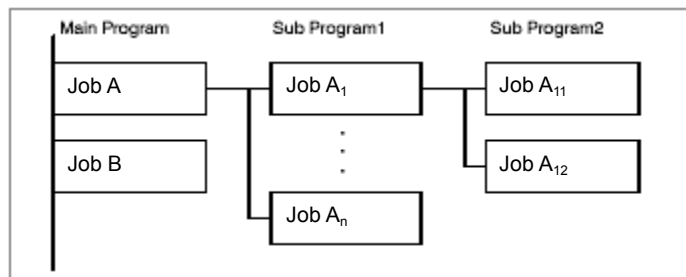 Main Program Sub Program1 Sub Program2
Job A Job A₁ Job A₁₁
Job B Job A₁₂
Job Aₙ